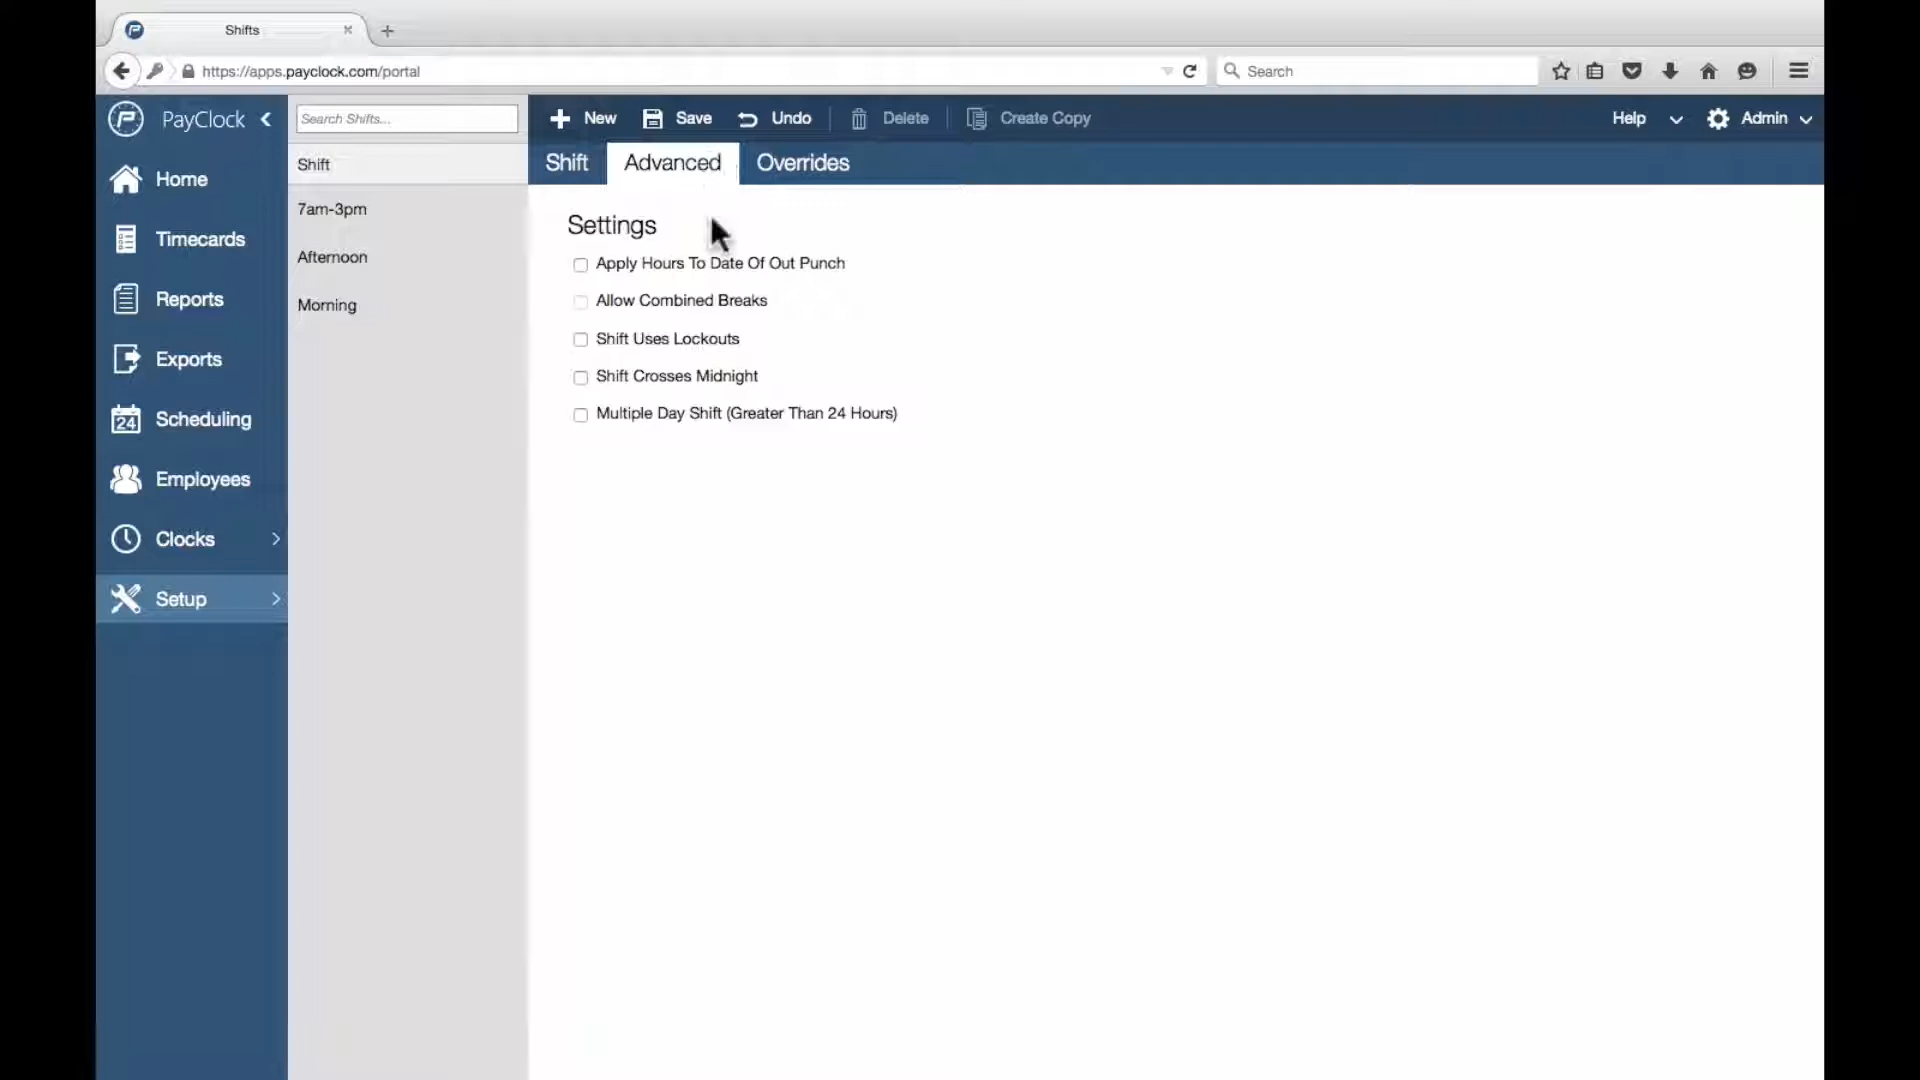 Shifts
https://apps.payclock.com/portal
Search
PayClock
Search Shifts...
New
Save
Undo
Delete
Create Copy
Help
Admin
Shift
Advanced
Overrides
Home
Timecards
Reports
Exports
24
Scheduling
Employees
Clocks
Setup
Shift
7am-3pm
Afternoon
Morning
Settings
Apply Hours To Date Of Out Punch
Allow Combined Breaks
Shift Uses Lockouts
Shift Crosses Midnight
Multiple Day Shift (Greater Than 24 Hours)